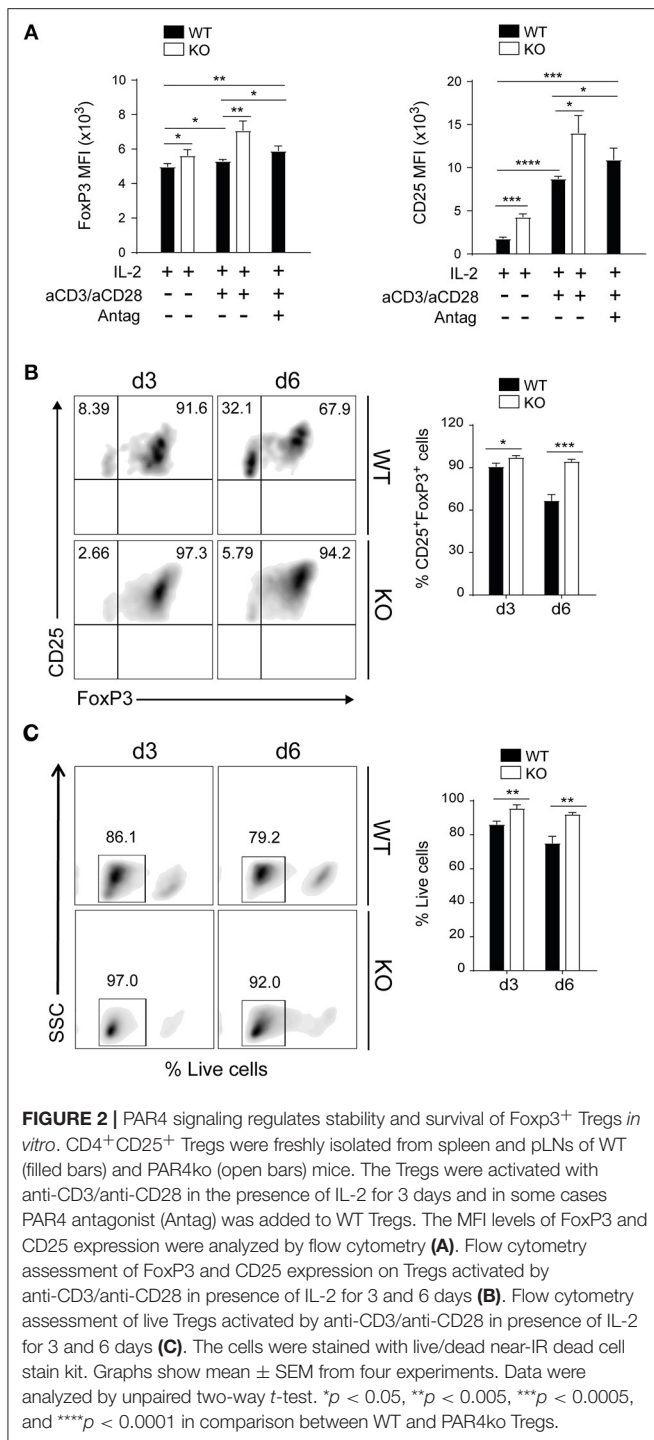 A
WT
KO
WT
KO
FoxP3 MFI (x10³)
10
8
6
4
2
0
**
*
*
**
*
IL-2 + + + + +
aCD3/aCD28 - - + + +
Antag - - - - +
CD25 MFI (x10³)
20
15
10
5
0
***
*
*
****
***
IL-2 + + + + +
aCD3/aCD28 - - + + +
Antag - - - - +
B
d3 d6
8.39 91.6 32.1 67.9
WT
2.66 97.3 5.79 94.2
KO
CD25
FoxP3
WT
KO
% CD25⁺FoxP3⁺ cells
120
90
60
30
0
* ***
d3 d6
C
d3 d6
86.1 79.2
WT
97.0 92.0
KO
SSC
% Live cells
WT
KO
% Live cells
100
80
60
40
20
0
** **
d3 d6
FIGURE 2 | PAR4 signaling regulates stability and survival of Foxp3⁺ Tregs in
vitro. CD4⁺CD25⁺ Tregs were freshly isolated from spleen and pLNs of WT
(filled bars) and PAR4ko (open bars) mice. The Tregs were activated with
anti-CD3/anti-CD28 in the presence of IL-2 for 3 days and in some cases
PAR4 antagonist (Antag) was added to WT Tregs. The MFI levels of FoxP3 and
CD25 expression were analyzed by flow cytometry (A). Flow cytometry
assessment of FoxP3 and CD25 expression on Tregs activated by
anti-CD3/anti-CD28 in presence of IL-2 for 3 and 6 days (B). Flow cytometry
assessment of live Tregs activated by anti-CD3/anti-CD28 in presence of IL-2
for 3 and 6 days (C). The cells were stained with live/dead near-IR dead cell
stain kit. Graphs show mean ± SEM from four experiments. Data were
analyzed by unpaired two-way t-test. *p < 0.05, **p < 0.005, ***p < 0.0005,
and ****p < 0.0001 in comparison between WT and PAR4ko Tregs.